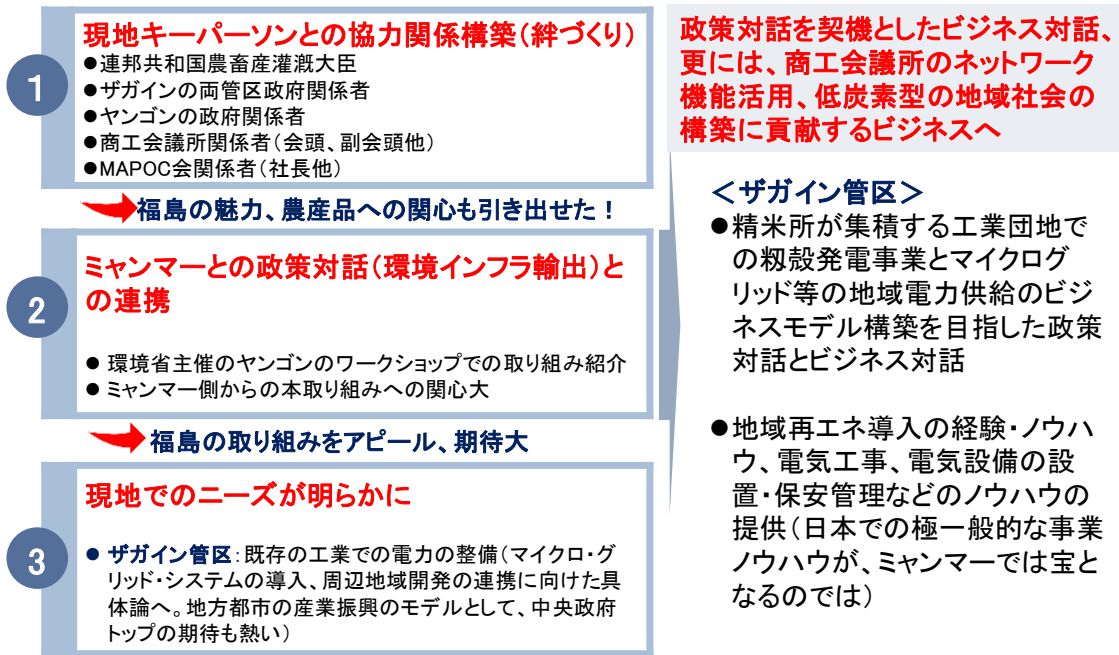 1
現地キーパーソンとの協力関係構築（絆づくり）
●連邦共和国農畜産灌漑大臣
●ザガインの両管区政府関係者
●ヤンゴンの政府関係者
●商工会議所関係者（会頭、副会頭他）
●MAPOC会関係者（社長他）
福島の魅力、農産品への関心も引き出せた！
2
ミャンマーとの政策対話（環境インフラ輸出）と
の連携
● 環境省主催のヤンゴンのワークショップでの取り組み紹介
● ミャンマー側からの本取り組みへの関心大
福島の取り組みをアピール、期待大
3
現地でのニーズが明らかに
● ザガイン管区：既存の工業での電力の整備（マイクロ・グ
リッド・システムの導入、周辺地域開発の連携に向けた具
体論へ。地方都市の産業振興のモデルとして、中央政府
トップの期待も熱い）
政策対話を契機としたビジネス対話、
更には、商工会議所のネットワーク
機能活用、低炭素型の地域社会の
構築に貢献するビジネスへ
＜ザガイン管区＞
●精米所が集積する工業団地で
の籾殻発電事業とマイクログ
リッド等の地域電力供給のビジ
ネスモデル構築を目指した政策
対話とビジネス対話
●地域再エネ導入の経験・ノウハ
ウ、電気工事、電気設備の設
置・保安管理などのノウハウの
提供（日本での極一般的な事業
ノウハウが、ミャンマーでは宝と
なるのでは）